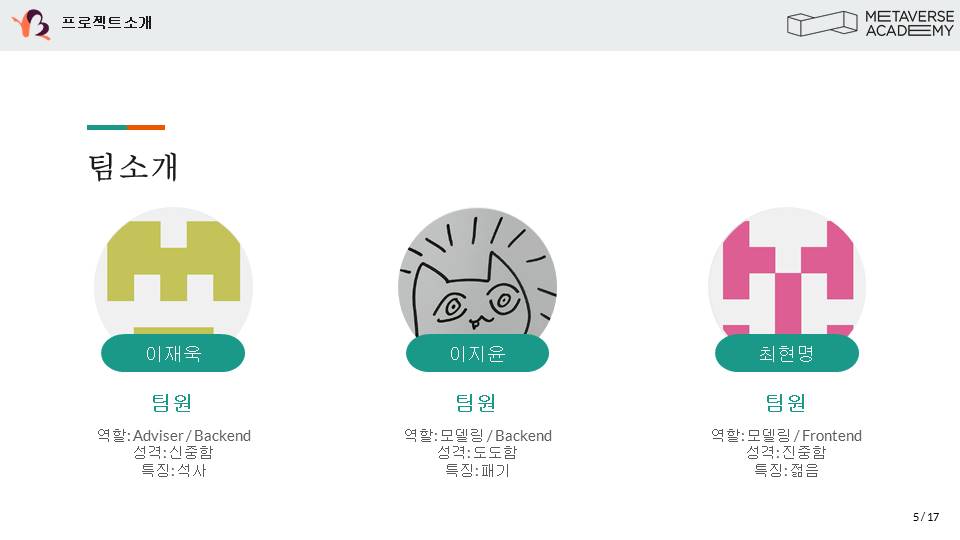 프로젝트소개
METAVERSE
ACADEMY
팀소개
이재욱
이지윤
최현명
팀원
팀원
팀원
역할: Adviser / Backend
성격: 신중함
특징: 석사
역할: 모델링 / Backend
성격: 도도함
특징: 패기
역할: 모델링 / Frontend
성격: 진중함
특징: 젊음
5 / 17